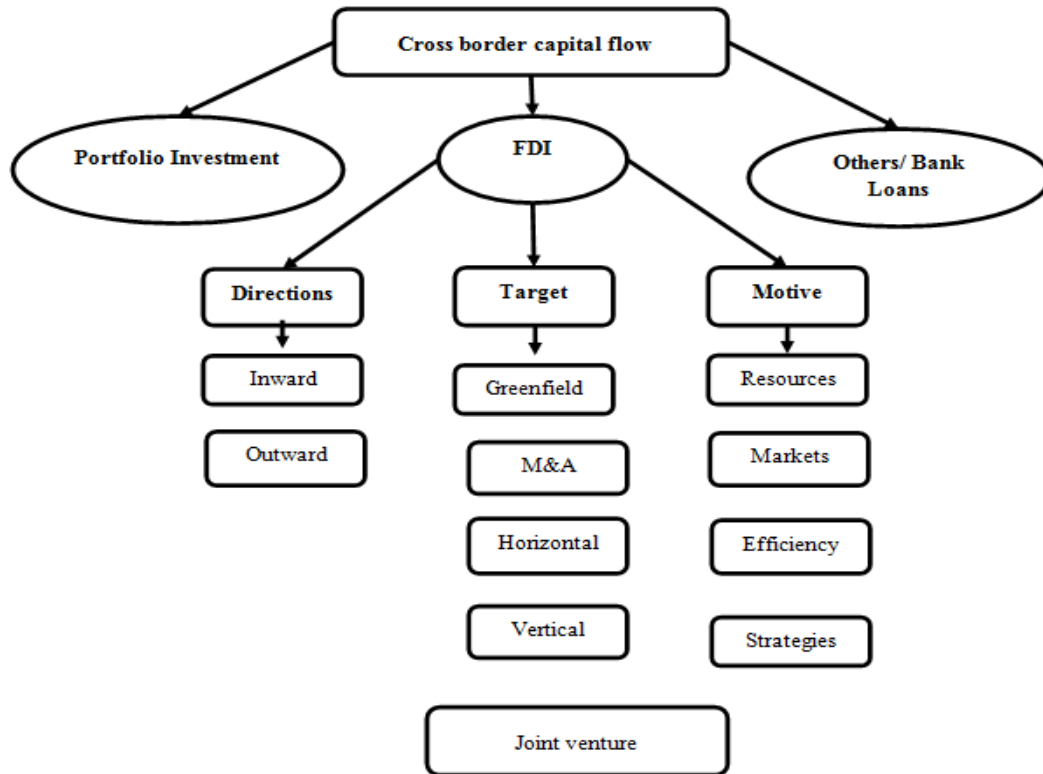 Cross border capital flow
Portfolio Investment
FDI
Others/ Bank
Loans
Directions
Target
Motive
Inward
Greenfield
Resources
Outward
M&A
Markets
Horizontal
Efficiency
Vertical
Strategies
Joint venture